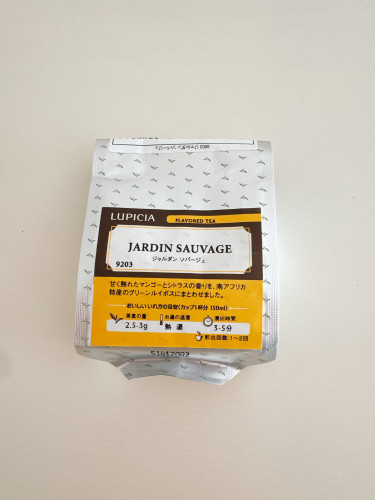 LUPICIA
FLAVORED TEA
JARDIN SAUVAGE
ジャルダン ソバージュ
9203
甘く熟れたマンゴーとシトラスの香りを、南アフリカ
特産のグリーンルイボスにまとわせました。
おいしいいれ方の目安(カップ1杯分 150ml)
茶葉の量
2.5-3g
お湯の温度
熱湯
浸出時間
3-5分
煎出回数:1~2回